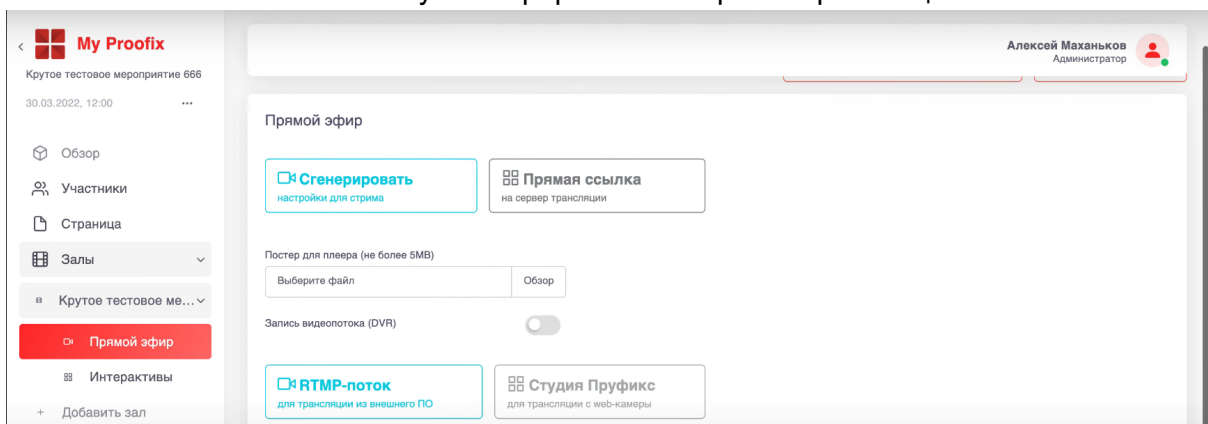 My Proofix
Крутое тестовое мероприятие 666
30.03.2022, 12:00
...
Обзор
Участники
Страница
Залы
Крутое тестовое ме...
Прямой эфир
Интерактивы
+ Добавить зал
Алексей Маханьков
Администратор
Прямой эфир
Сгенерировать
настройки для стрима
Прямая ссылка
на сервер трансляции
Постер для плеера (не более 5MB)
Выберите файл
Обзор
Запись видеопотока (DVR)
RTMP-поток
для трансляции из внешнего ПО
Студия Пруфикс
для трансляции с web-камеры